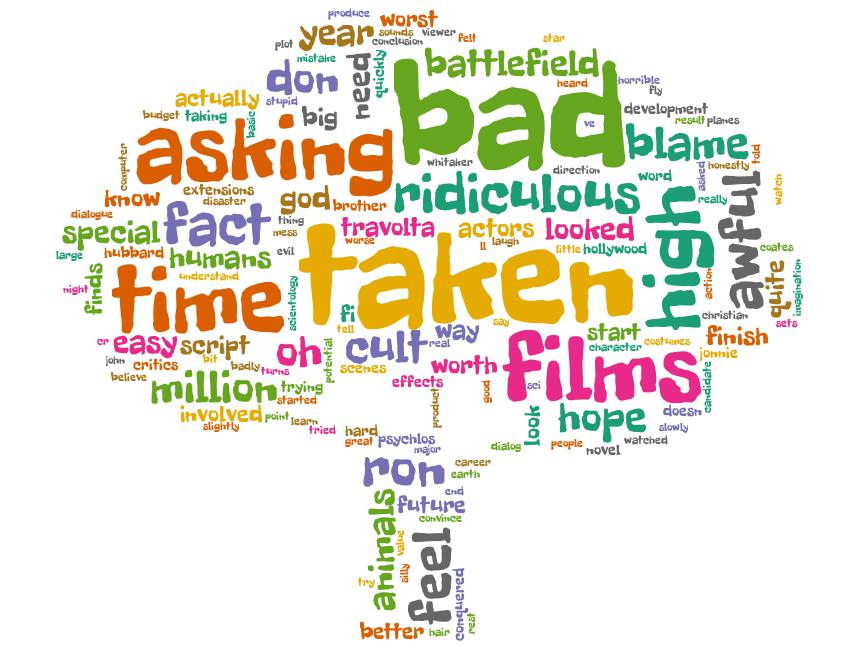 produce
worst
year
sounds
viewer
plot
conclusion
felt
star
mistake
need
quickly
battlefield
don
heard
horrible
fly
actually
stupid
big
bad
development
budget
taking
basic
ve
result
planes
asking
blame
whitaker
computer
direction
word
asked
honestly
told
know
extensions
disaster
god
brother
ridiculous
really
watch
awful
dialogue
special
fact
thing
mess
travolta
worse
actors
looked
high
large
hubbard
humans
evil
ll
laugh
little
hollywood
coates
quite
imagination
night
finds
understand
time
scientology
taken
action
fi
tell
say
christian
sets
cr
easy
script
oh
potential
cult
real
way
start
character
costumes
finish
jonnie
john
critics
bit
badly
turns
scenes
worth
films
believe
million
trying
started
effects
products
good
sci
candidate
involved
point
learn
look
hope
doesn
slightly
tried
hard
great
psychlos
major
dialog
people
novel
watched
slowly
ron
career
earth
animals
end
future
convince
value
feel
try
silly
conquered
better
hair
rest